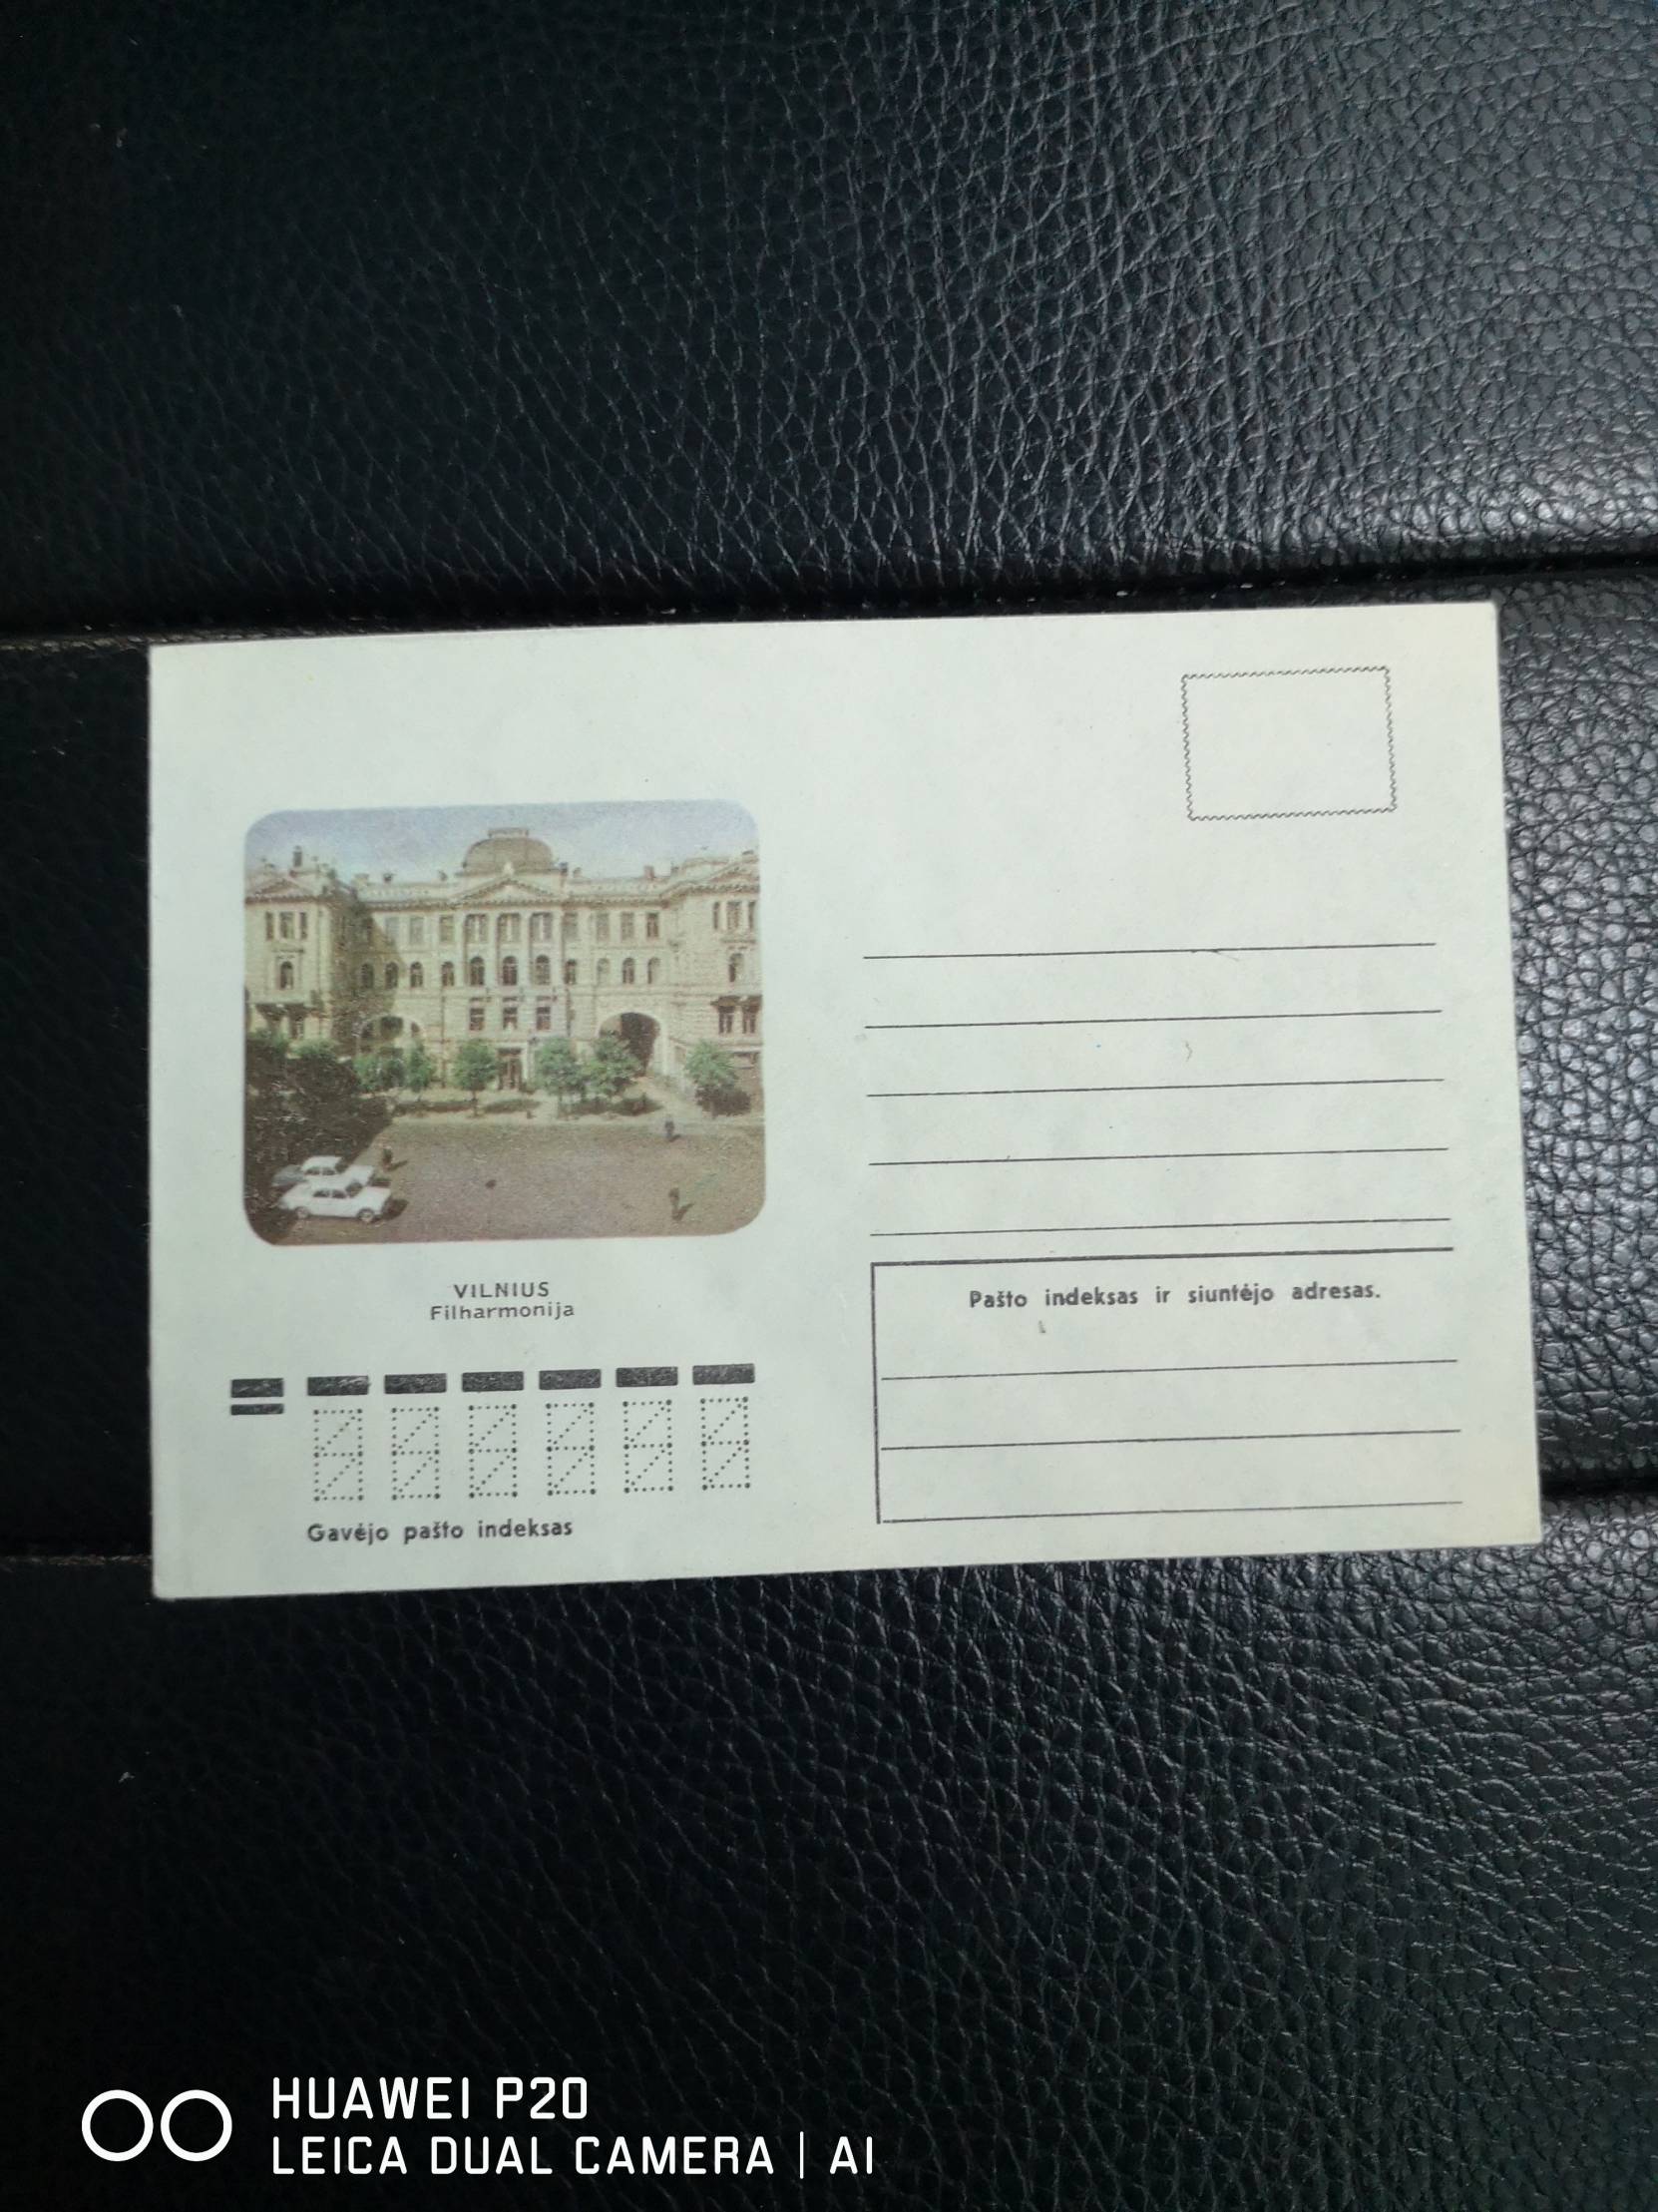 VILNIUS
Filharmonija
Gavėjo pašto indeksas
Pašto indeksas ir siuntėjo adresas.
HUAWEI P20
LEICA DUAL CAMERA | AI